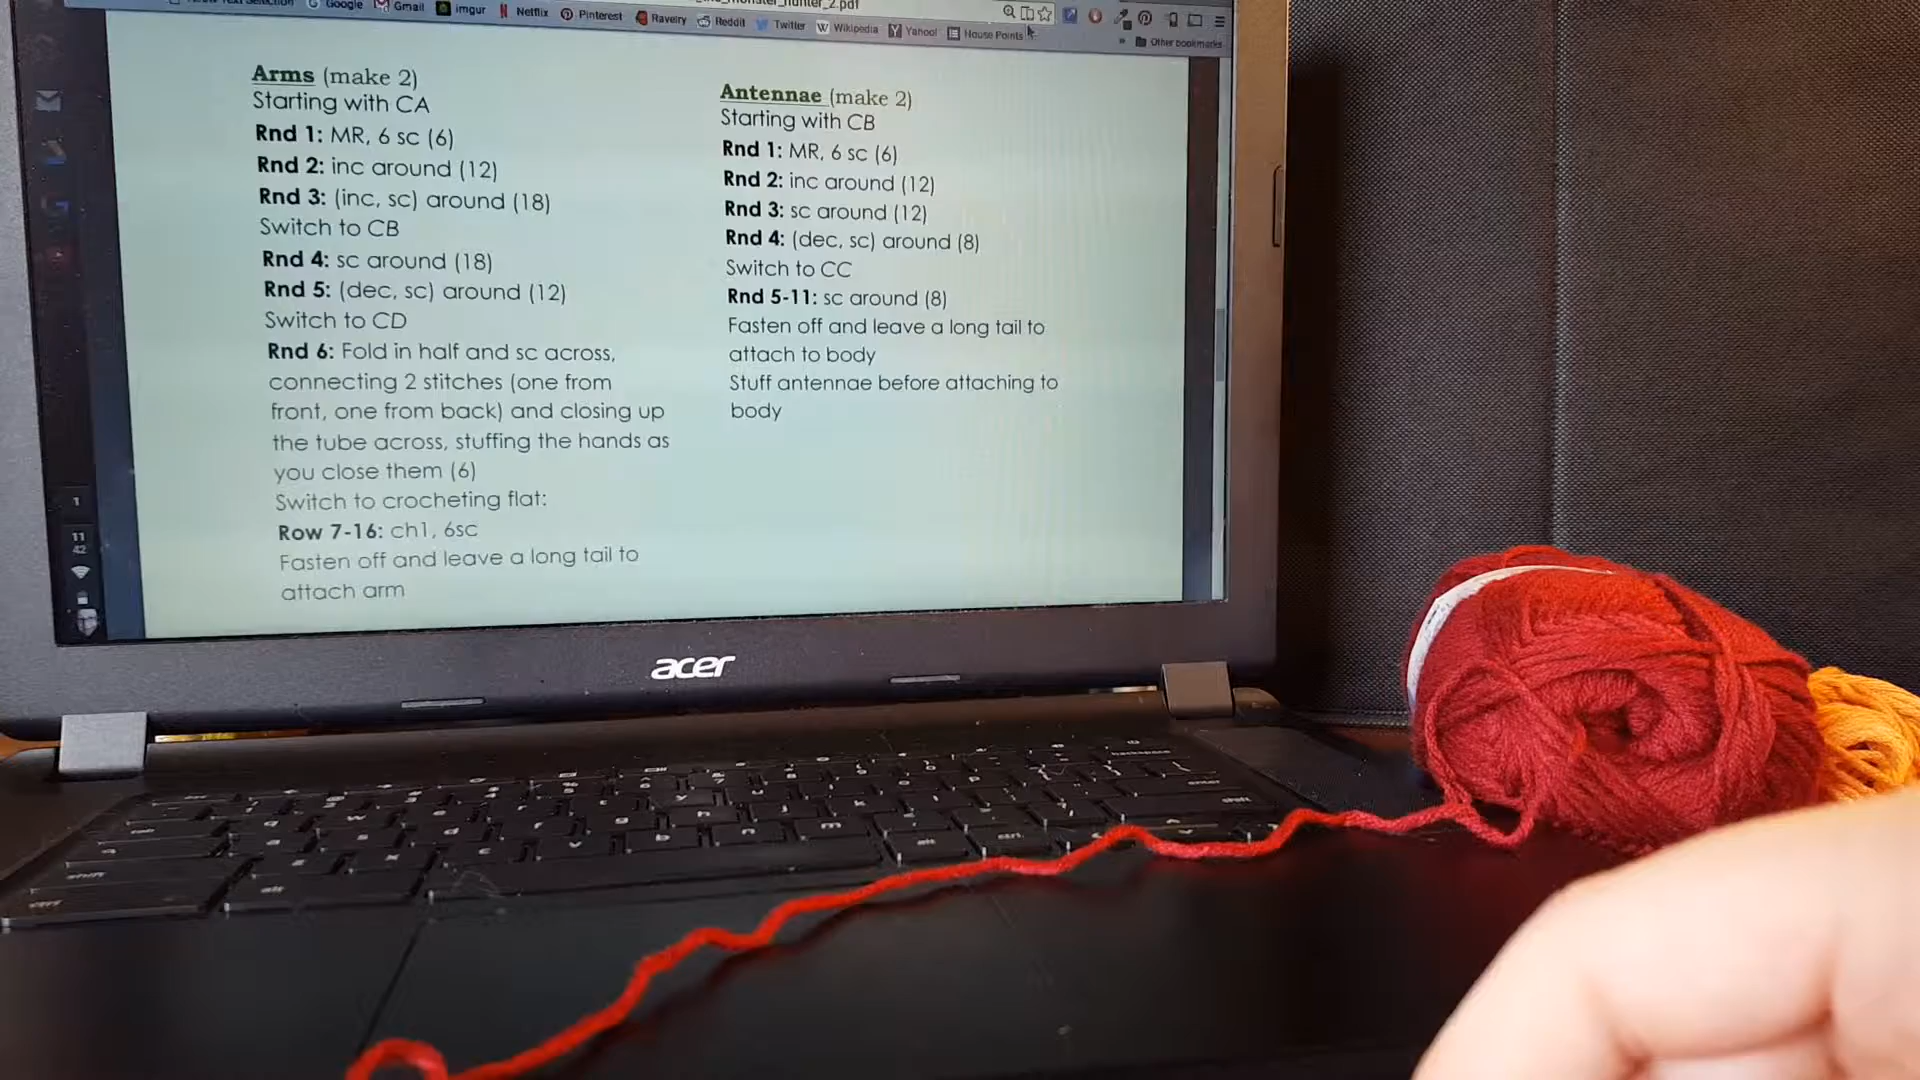 _the_monster_hunter_2.pdf
Google
Gmail
imgur
Netflix
Pinterest
Ravelry
Reddit
Twitter
Wikipedia
Yahoo!
House Points
» Other bookmarks
Arms (make 2)
Starting with CA
Rnd 1: MR, 6 sc (6)
Rnd 2: inc around (12)
Rnd 3: (inc, sc) around (18)
Switch to CB
Rnd 4: sc around (18)
Rnd 5: (dec, sc) around (12)
Switch to CD
Rnd 6: Fold in half and sc across,
connecting 2 stitches (one from
front, one from back) and closing up
the tube across, stuffing the hands as
you close them (6)
Switch to crocheting flat:
Row 7-16: ch1, 6sc
Fasten off and leave a long tail to
attach arm
Antennae (make 2)
Starting with CB
Rnd 1: MR, 6 sc (6)
Rnd 2: inc around (12)
Rnd 3: sc around (12)
Rnd 4: (dec, sc) around (8)
Switch to CC
Rnd 5-11: sc around (8)
Fasten off and leave a long tail to
attach to body
Stuff antennae before attaching to
body
1
11
42
acer